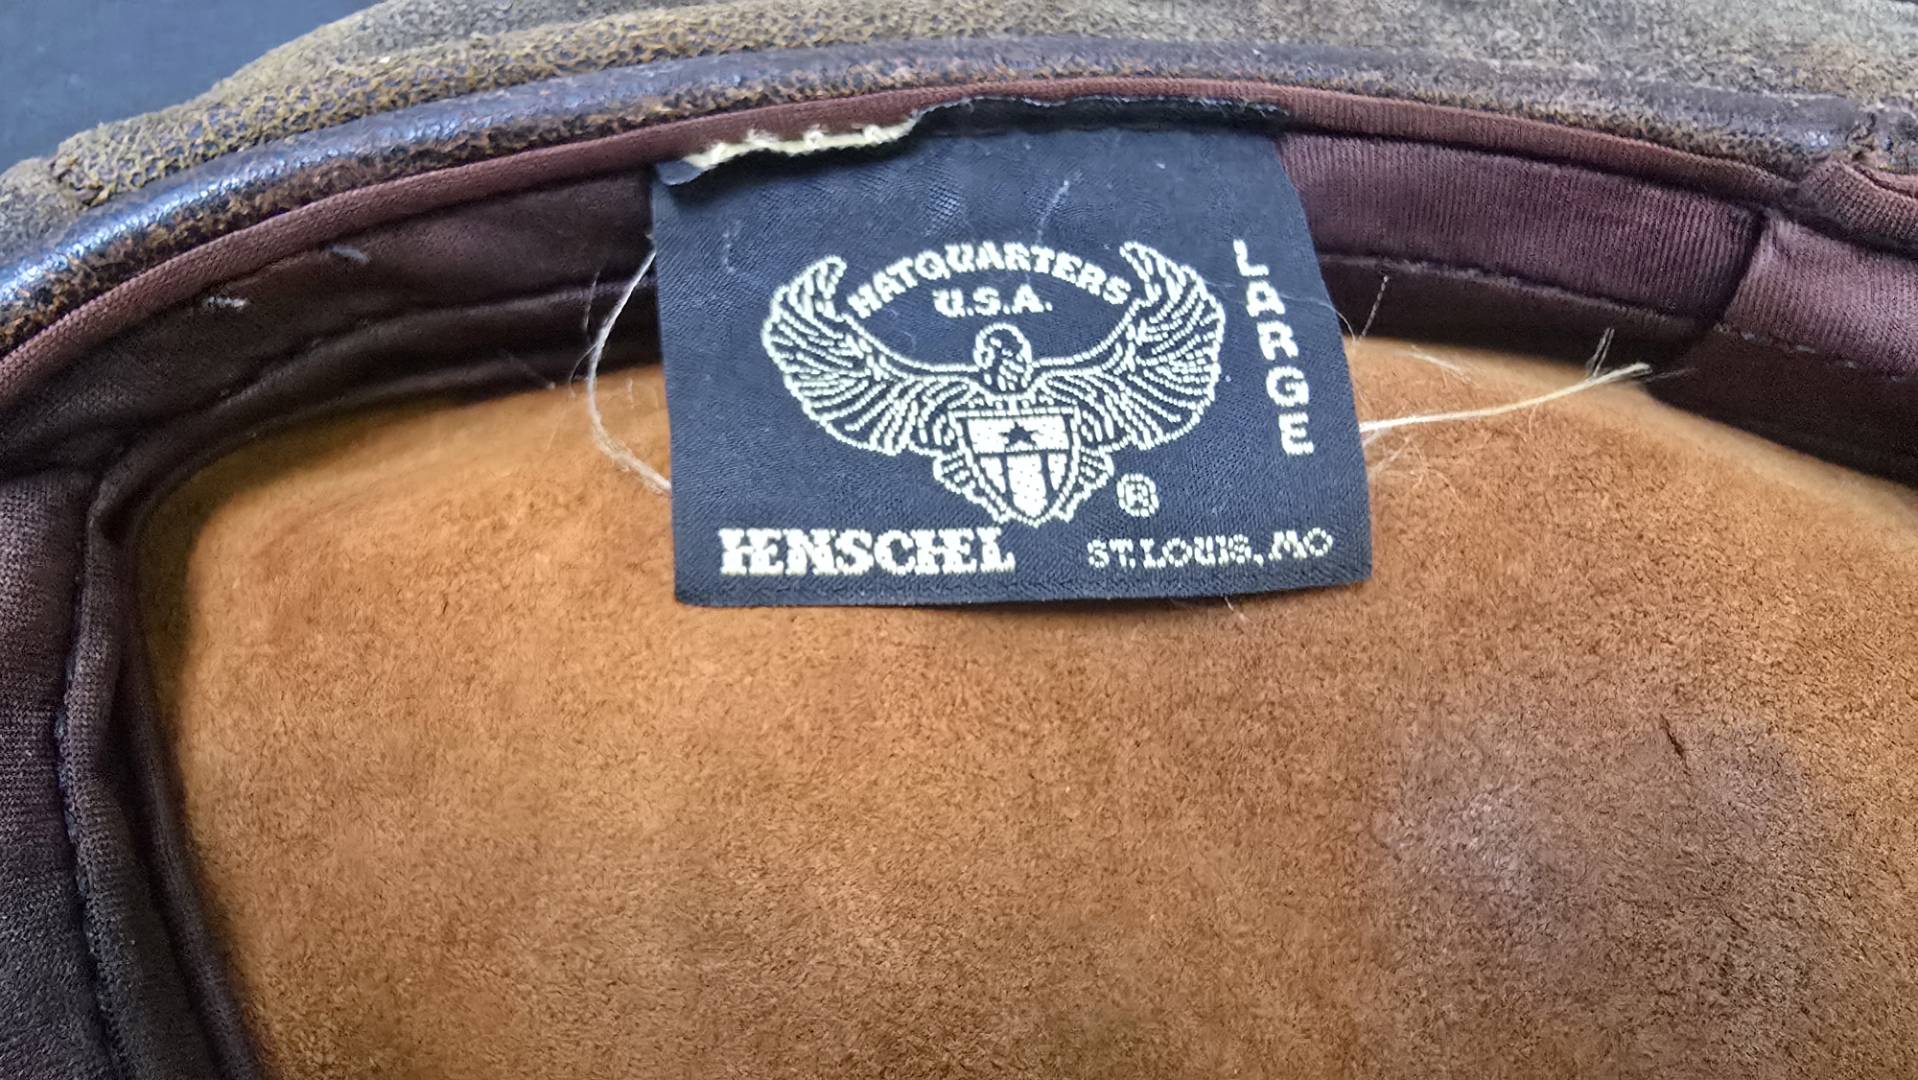 HATQUARTERS
U.S.A.
LARGE
®
HENSCHEL ST. LOUIS, MO